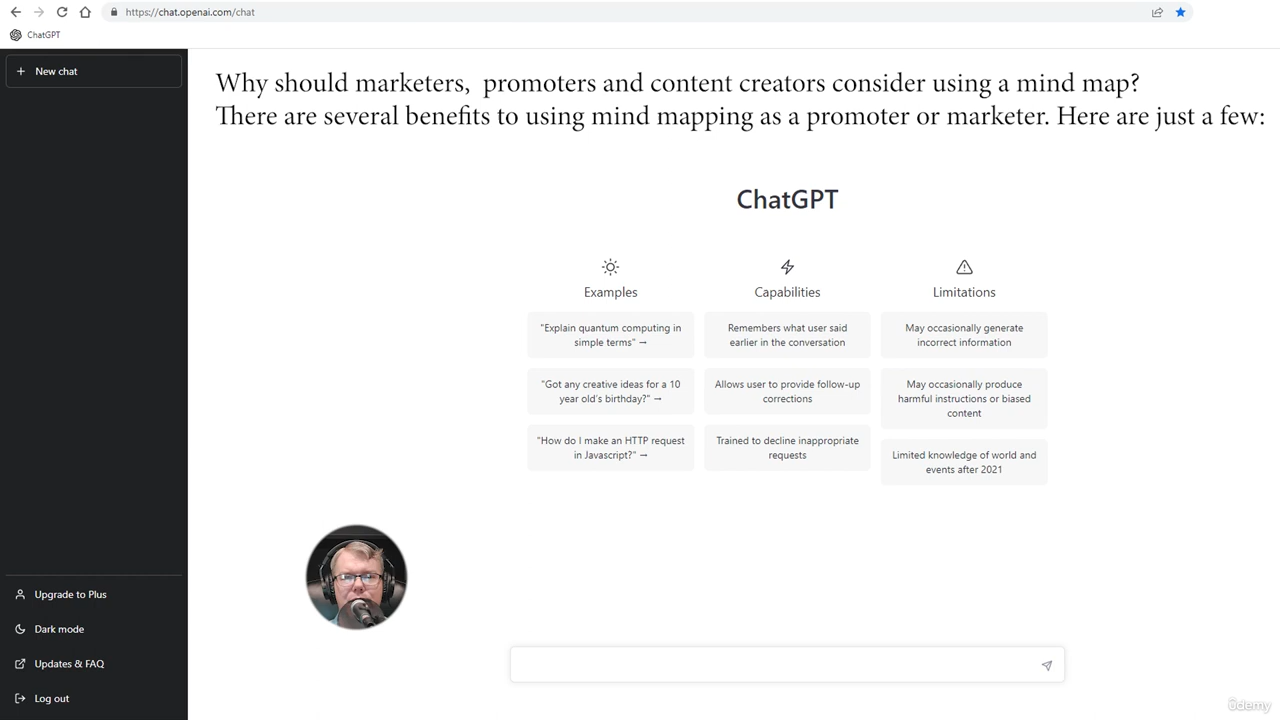 https://chat.openai.com/chat
ChatGPT
New chat
Why should marketers,  promoters and content creators consider using a mind map?
There are several benefits to using mind mapping as a promoter or marketer. Here are just a few:
ChatGPT
Examples
Capabilities
Limitations
"Explain quantum computing in
simple terms" →
Remembers what user said
earlier in the conversation
May occasionally generate
incorrect information
"Got any creative ideas for a 10
year old's birthday?" →
Allows user to provide follow-up
corrections
May occasionally produce
harmful instructions or biased
content
"How do I make an HTTP request
in Javascript?" →
Trained to decline inappropriate
requests
Limited knowledge of world and
events after 2021
Upgrade to Plus
Dark mode
Updates & FAQ
Log out
ûdemy